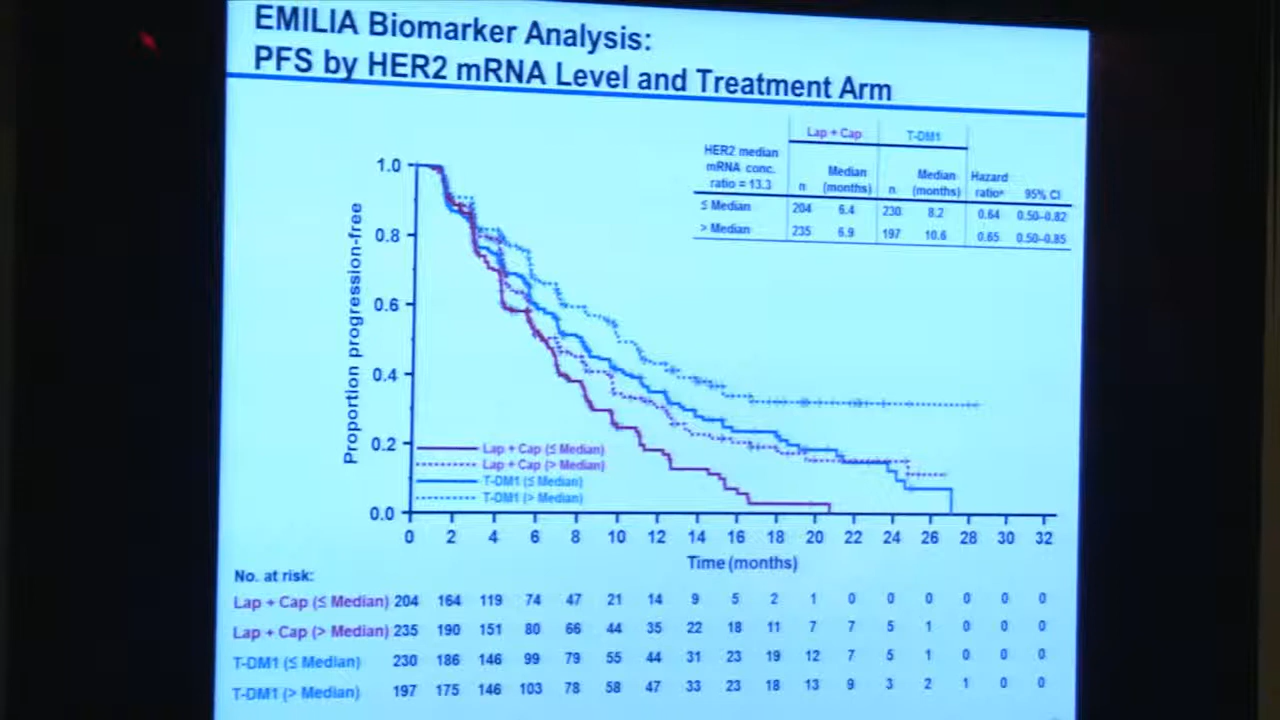 EMILIA Biomarker Analysis:
PFS by HER2 mRNA Level and Treatment Arm
Lap + Cap T-DM1
HER2 median mRNA conc. ratio = 13.3 n Median (months) n Median (months) Hazard ratio* 95% CI
≤ Median 204 6.4 230 8.2 0.64 0.50–0.82
> Median 235 6.9 197 10.6 0.65 0.50–0.85
Proportion progression-free
1.0
0.8
0.6
0.4
0.2
0.0
Lap + Cap (≤ Median)
Lap + Cap (> Median)
T-DM1 (≤ Median)
T-DM1 (> Median)
0 2 4 6 8 10 12 14 16 18 20 22 24 26 28 30 32
Time (months)
No. at risk:
Lap + Cap (≤ Median) 204 164 119 74 47 21 14 9 5 2 1 0 0 0 0 0 0
Lap + Cap (> Median) 235 190 151 80 66 44 35 22 18 11 7 7 5 1 0 0 0
T-DM1 (≤ Median) 230 186 146 99 79 55 44 31 23 19 12 7 5 1 0 0 0
T-DM1 (> Median) 197 175 146 103 78 58 47 33 23 18 13 9 3 2 1 0 0